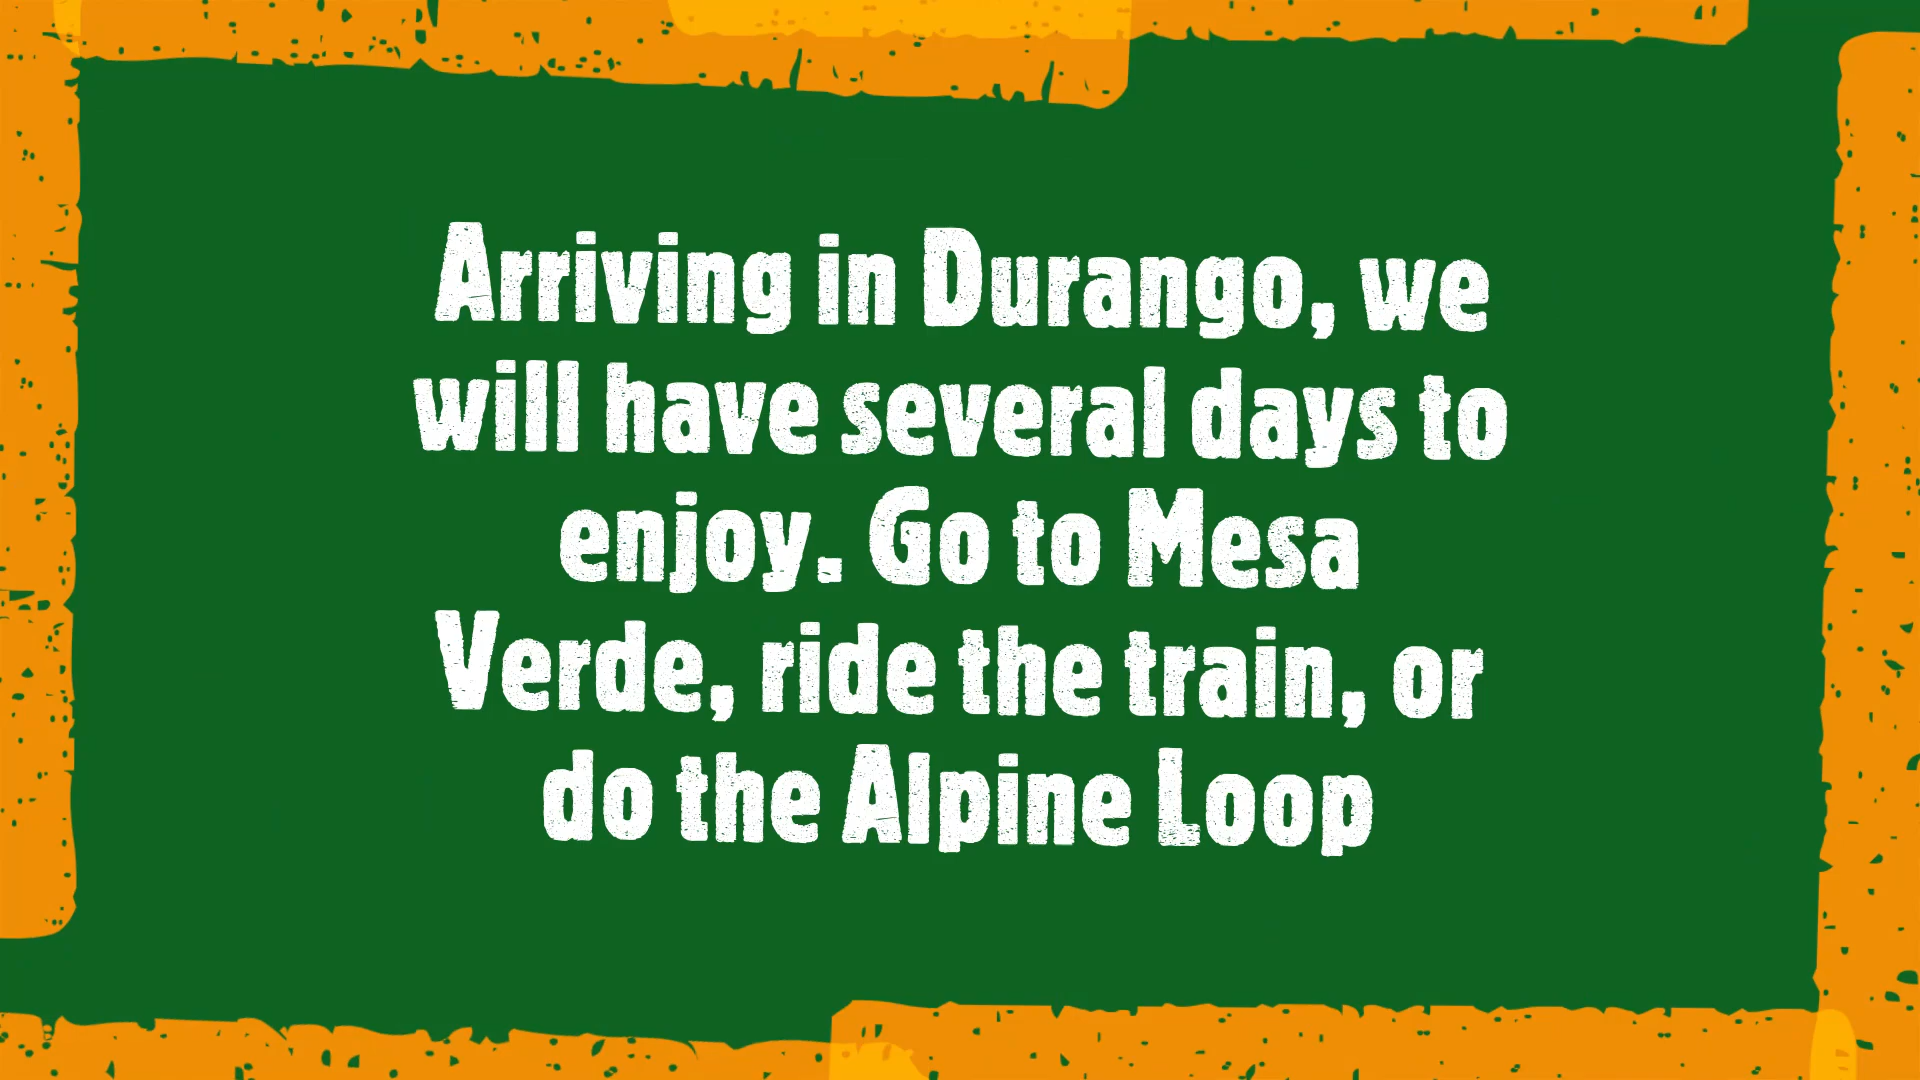 Arriving in Durango, we
will have several days to
enjoy. Go to Mesa
Verde, ride the train, or
do the Alpine Loop